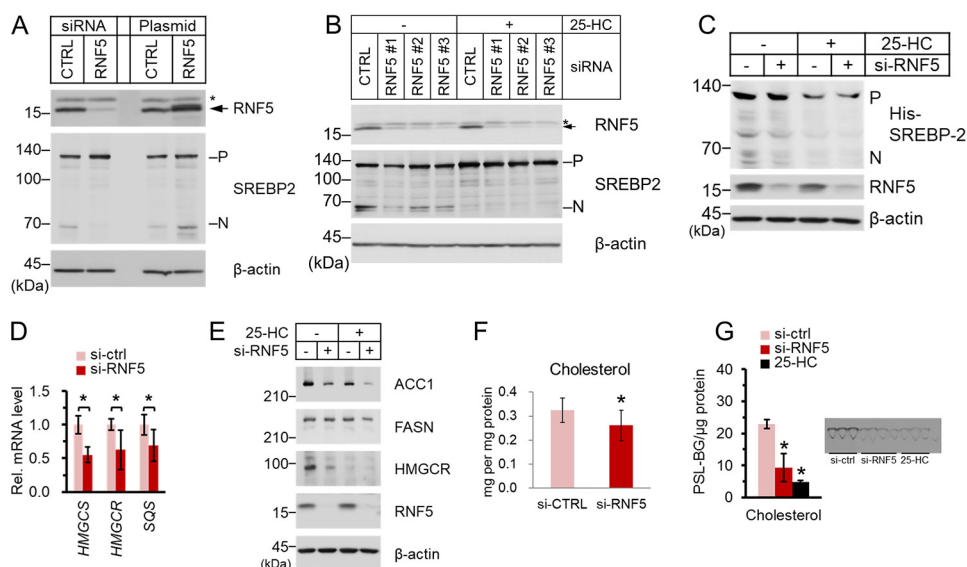 A
siRNA Plasmid
CTRL RNF5 CTRL RNF5
*
15 RNF5
140 P
100 SREBP2
70 N
45 β-actin
(kDa)
B
- + 25-HC
CTRL RNF5 #1 RNF5 #2 RNF5 #3 CTRL RNF5 #1 RNF5 #2 RNF5 #3 siRNA
*
15 RNF5
140 P
100 SREBP2
70 N
45 β-actin
(kDa)
C
- + 25-HC
- + - + si-RNF5
140 P
His-
SREBP-2
70 N
15 RNF5
45 β-actin
(kDa)
D
si-ctrl
si-RNF5
Rel. mRNA level
1.5
1.0
0.5
0.0
* * *
HMGCS HMGCR SQS
E
25-HC - +
si-RNF5 - + - +
210 ACC1
210 FASN
100 HMGCR
15 RNF5
45 β-actin
(kDa)
F
Cholesterol
mg per mg protein
0.4
0.3
0.2
0.1
0.0
*
si-CTRL si-RNF5
G
si-ctrl
si-RNF5
25-HC
PSL-BG/µg protein
40
30
20
10
0
* *
Cholesterol
si-ctrl si-RNF5 25-HC